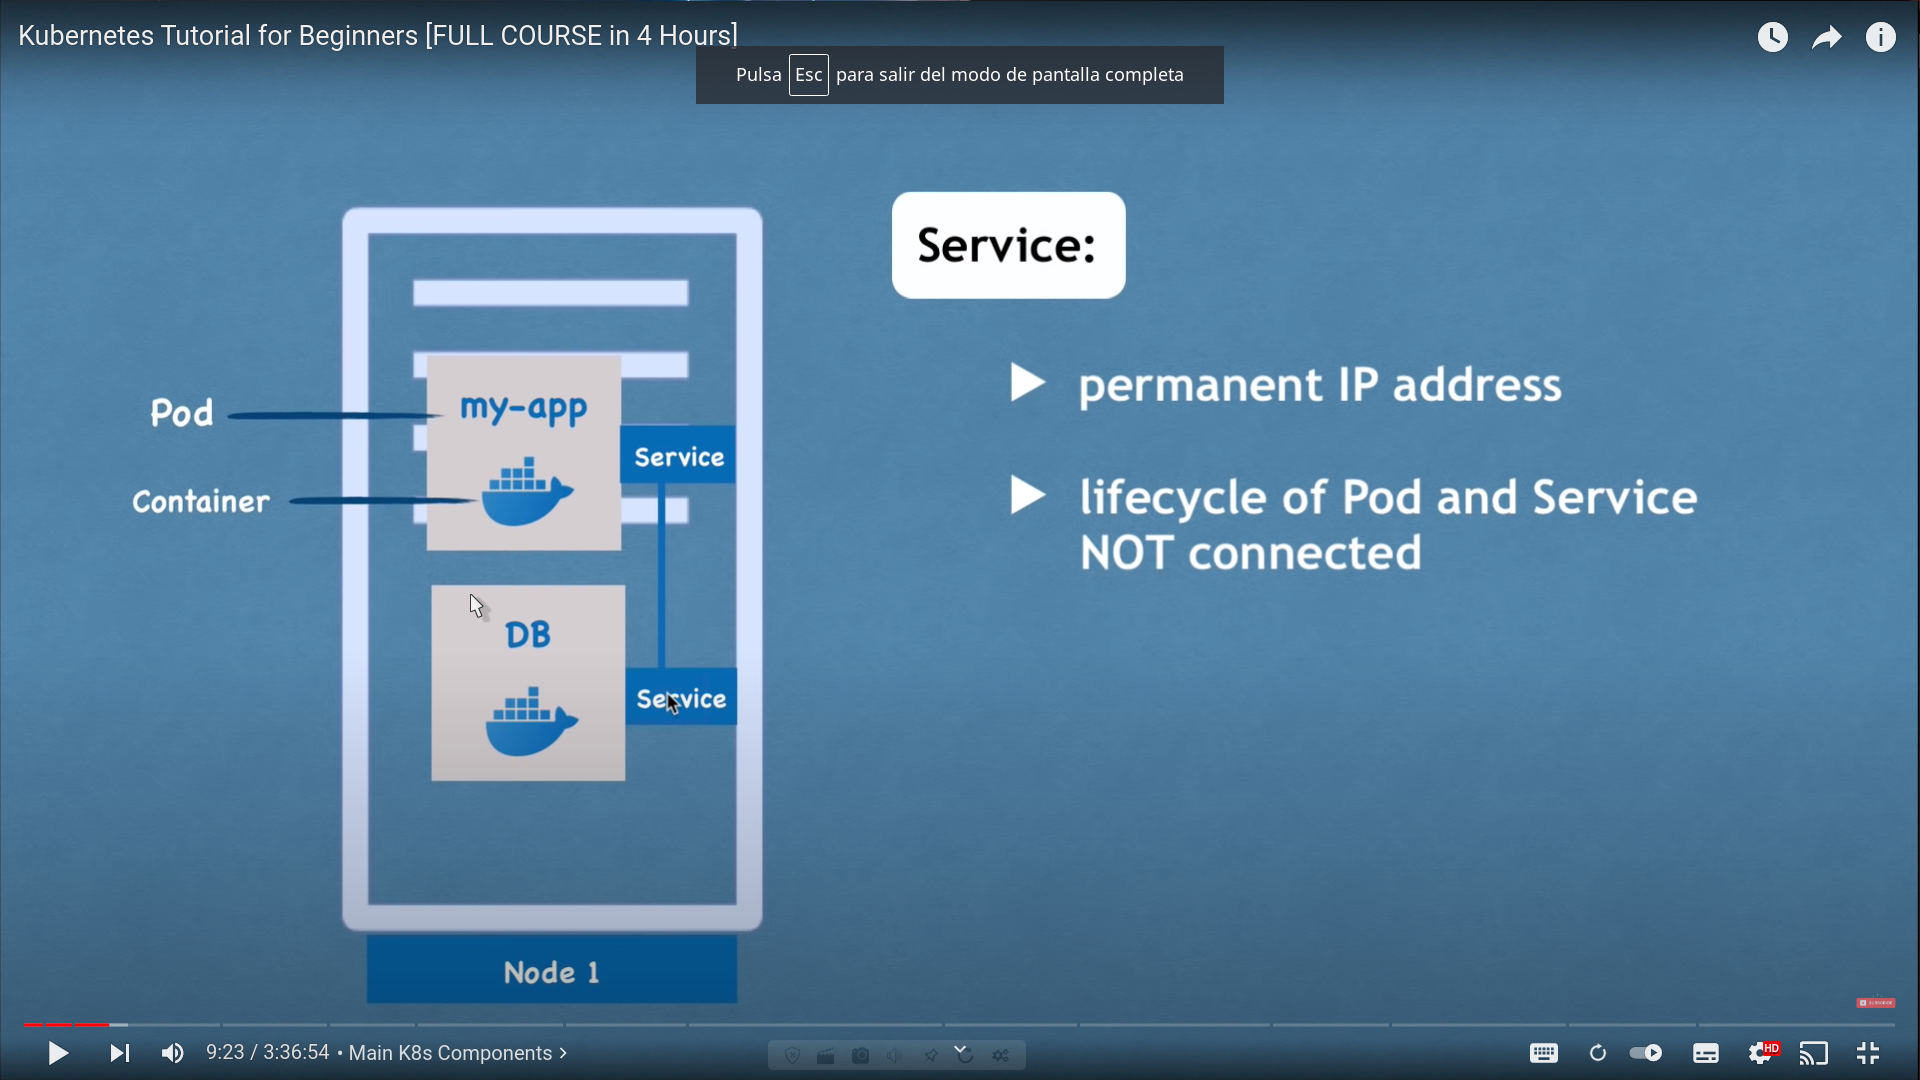 Kubernetes Tutorial for Beginners [FULL COURSE in 4 Hours]
Pulsa Esc para salir del modo de pantalla completa
Service:
permanent IP address
lifecycle of Pod and Service
NOT connected
Pod
Container
my-app
Service
DB
Service
Node 1
9:23 / 3:36:54 • Main K8s Components
HD